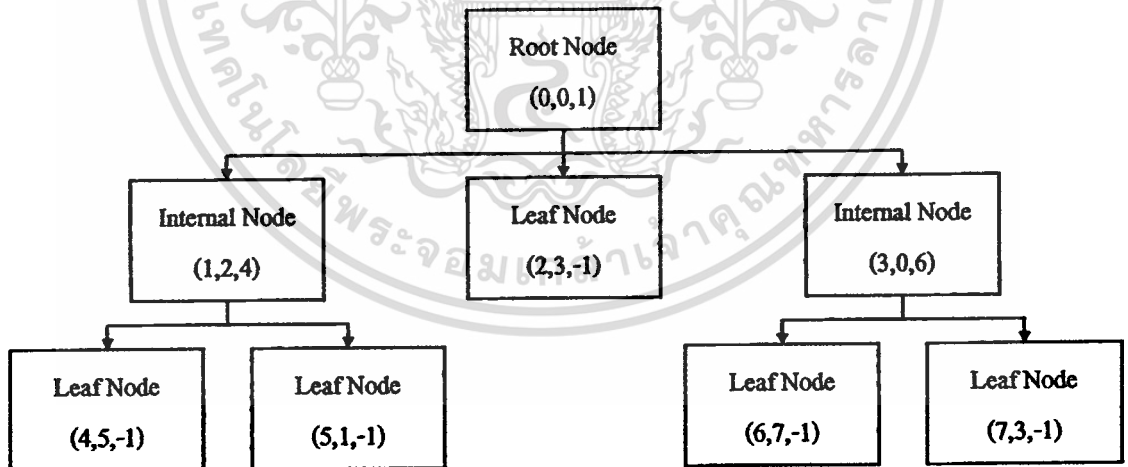 Root Node
(0,0,1)
Internal Node
(1,2,4)
Leaf Node
(2,3,-1)
Internal Node
(3,0,6)
Leaf Node
(4,5,-1)
Leaf Node
(5,1,-1)
Leaf Node
(6,7,-1)
Leaf Node
(7,3,-1)